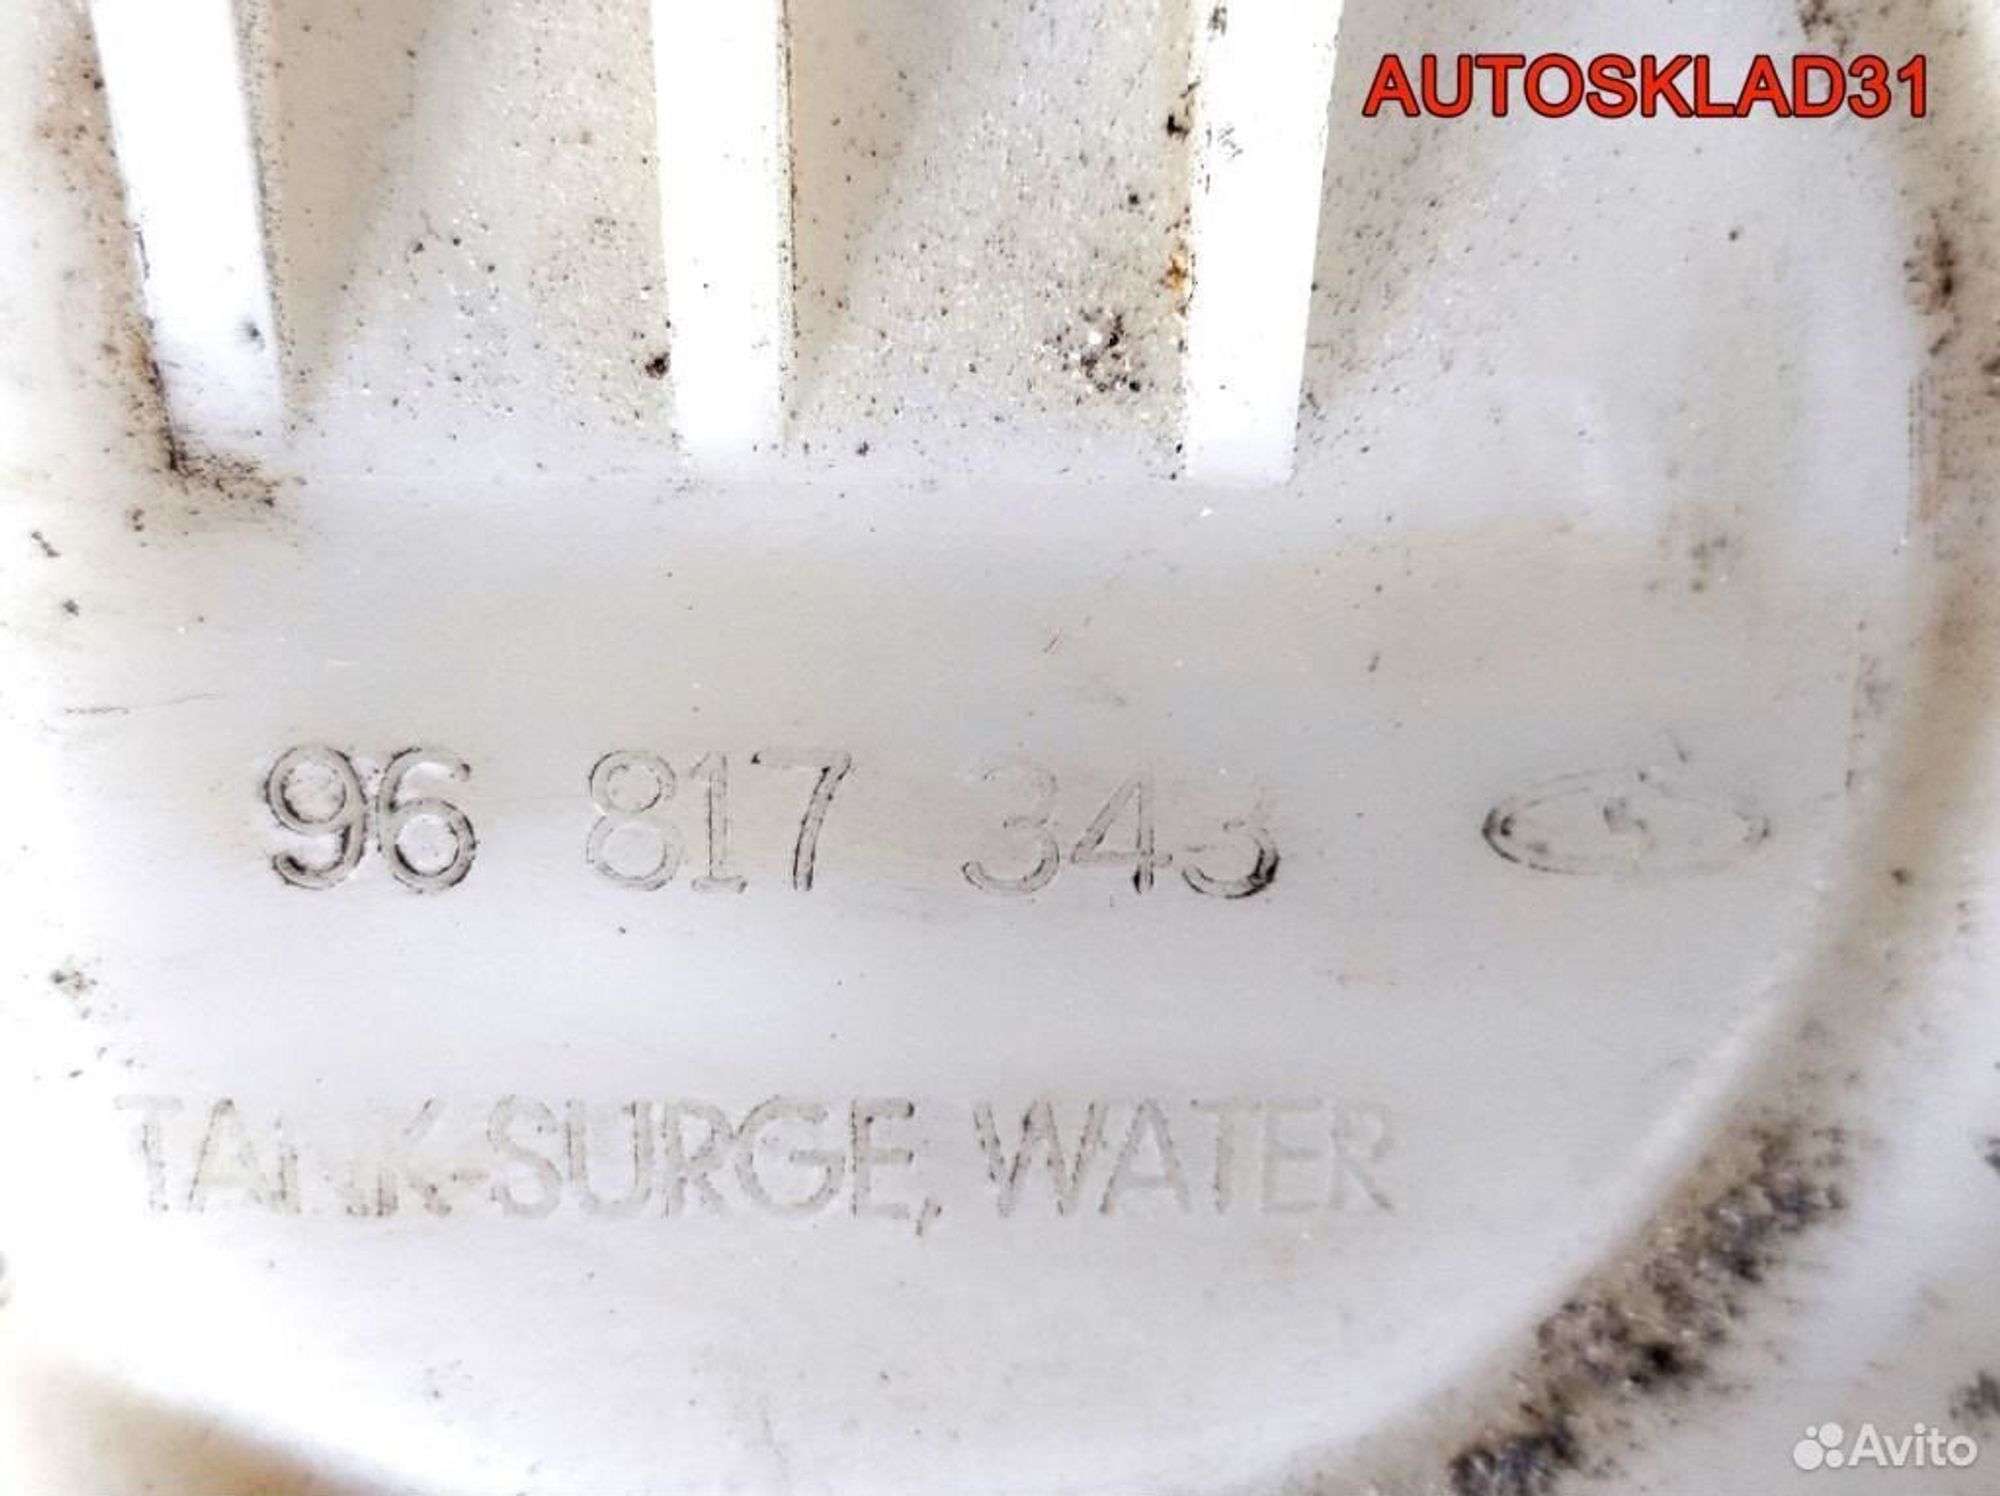 AUTOSKLAD31
96 817 343
TANK-SURGE, WATER
Avito